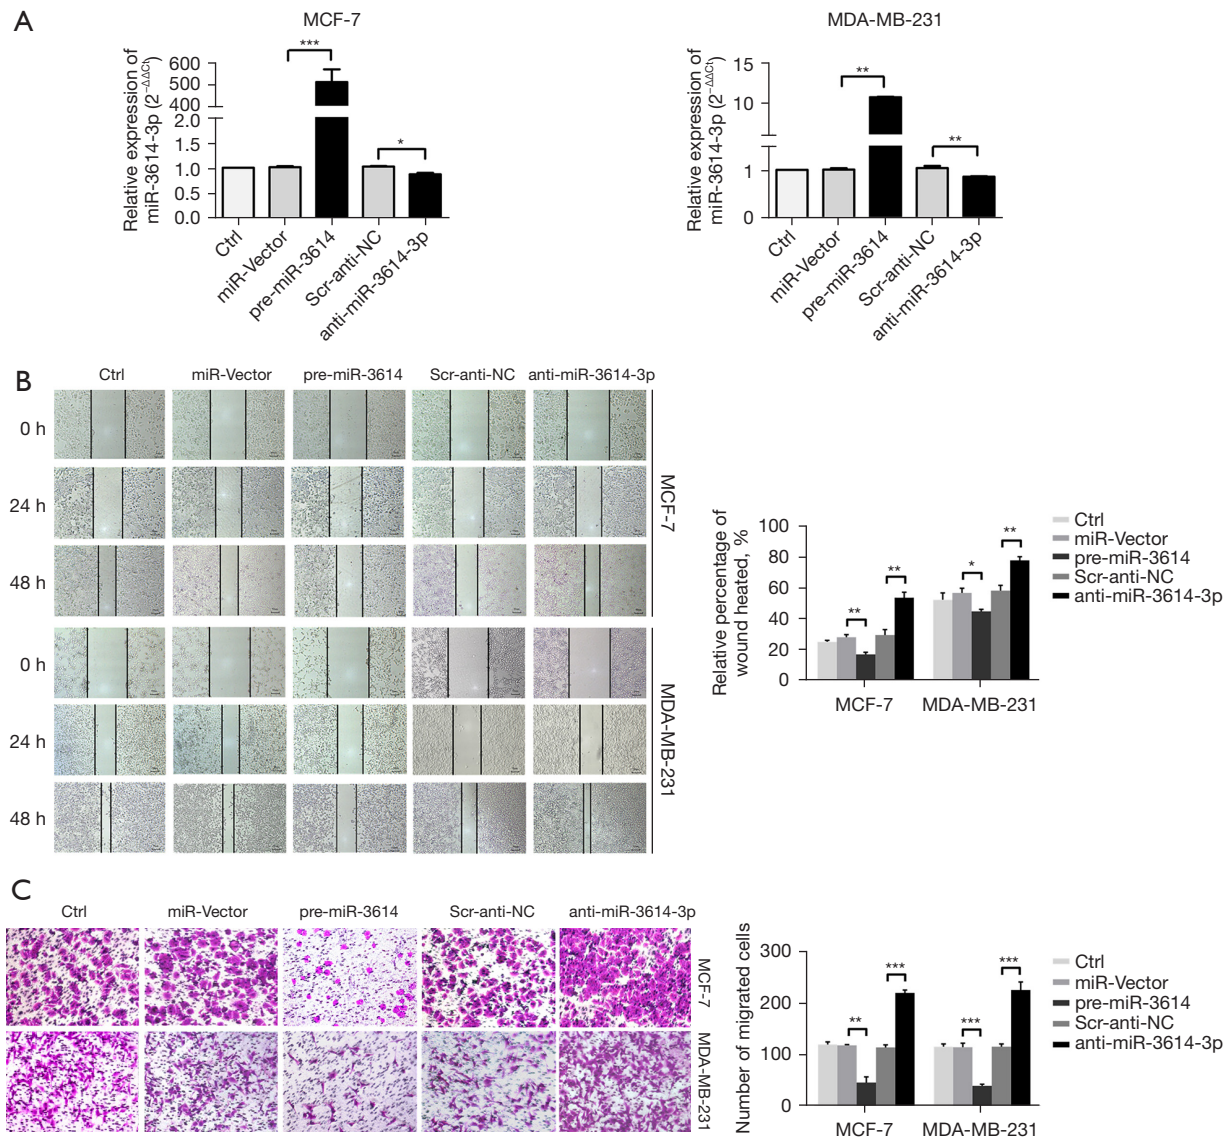 A
MCF-7
Relative expression of
miR-3614-3p (2−ΔΔCt)
600
500
400
2.0
1.5
1.0
0.5
0.0
***
*
Ctrl
miR-Vector
pre-miR-3614
Scr-anti-NC
anti-miR-3614-3p
MDA-MB-231
Relative expression of
miR-3614-3p (2−ΔΔCt)
15
10
1
0
**
**
Ctrl
miR-Vector
pre-miR-3614
Scr-anti-NC
anti-miR-3614-3p
B
Ctrl miR-Vector pre-miR-3614 Scr-anti-NC anti-miR-3614-3p
0 h
24 h
48 h
MCF-7
0 h
24 h
48 h
MDA-MB-231
Relative percentage of
wound heated, %
100
80
60
40
20
0
** ** * **
MCF-7 MDA-MB-231
Ctrl
miR-Vector
pre-miR-3614
Scr-anti-NC
anti-miR-3614-3p
C
Ctrl miR-Vector pre-miR-3614 Scr-anti-NC anti-miR-3614-3p
MCF-7
MDA-MB-231
Number of migrated cells
300
200
100
0
** *** *** ***
MCF-7 MDA-MB-231
Ctrl
miR-Vector
pre-miR-3614
Scr-anti-NC
anti-miR-3614-3p